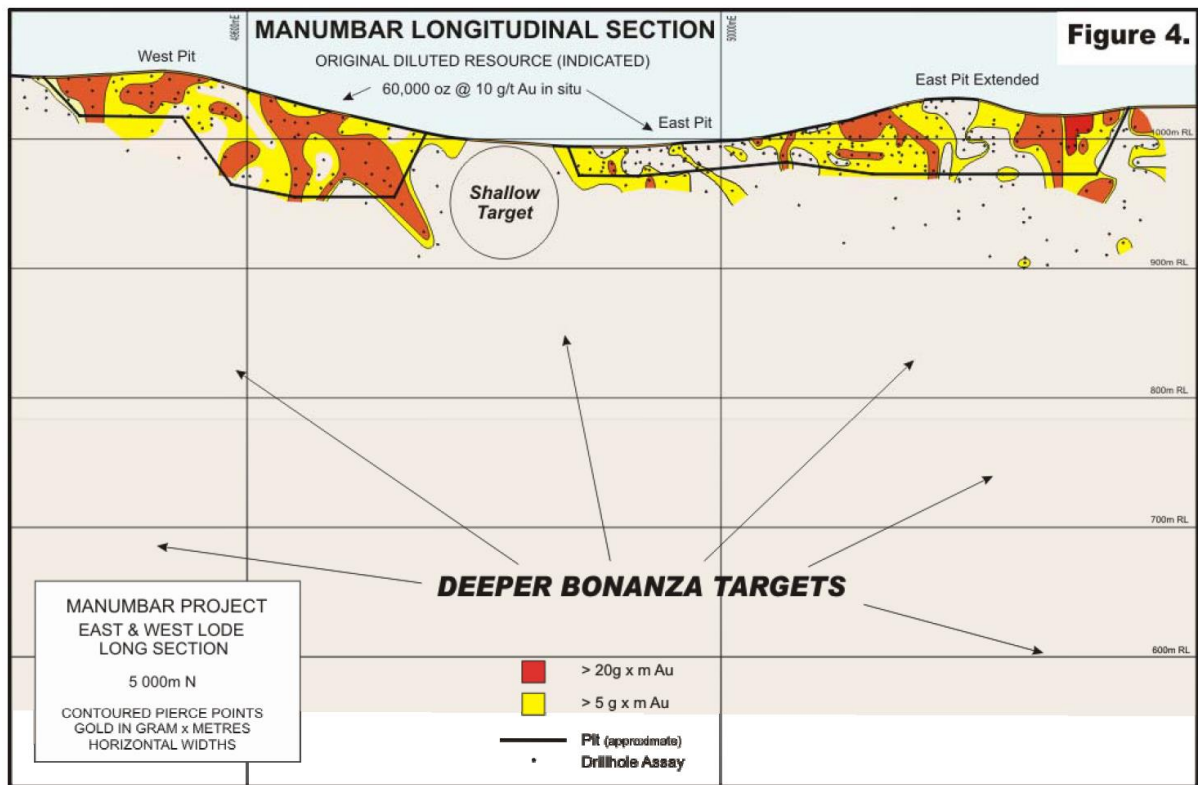 MANUMBAR LONGITUDINAL SECTION
Figure 4.
ORIGINAL DILUTED RESOURCE (INDICATED)
60,000 oz @ 10 g/t Au in situ
50000mE
West Pit
East Pit
East Pit Extended
1000m RL
Shallow
Target
900m RL
800m RL
700m RL
DEEPER BONANZA TARGETS
600m RL
MANUMBAR PROJECT
EAST & WEST LODE
LONG SECTION
5 000m N
CONTOURED PIERCE POINTS
GOLD IN GRAM x METRES
HORIZONTAL WIDTHS
> 20g x m Au
> 5 g x m Au
Pit (approximate)
Drillhole Assay